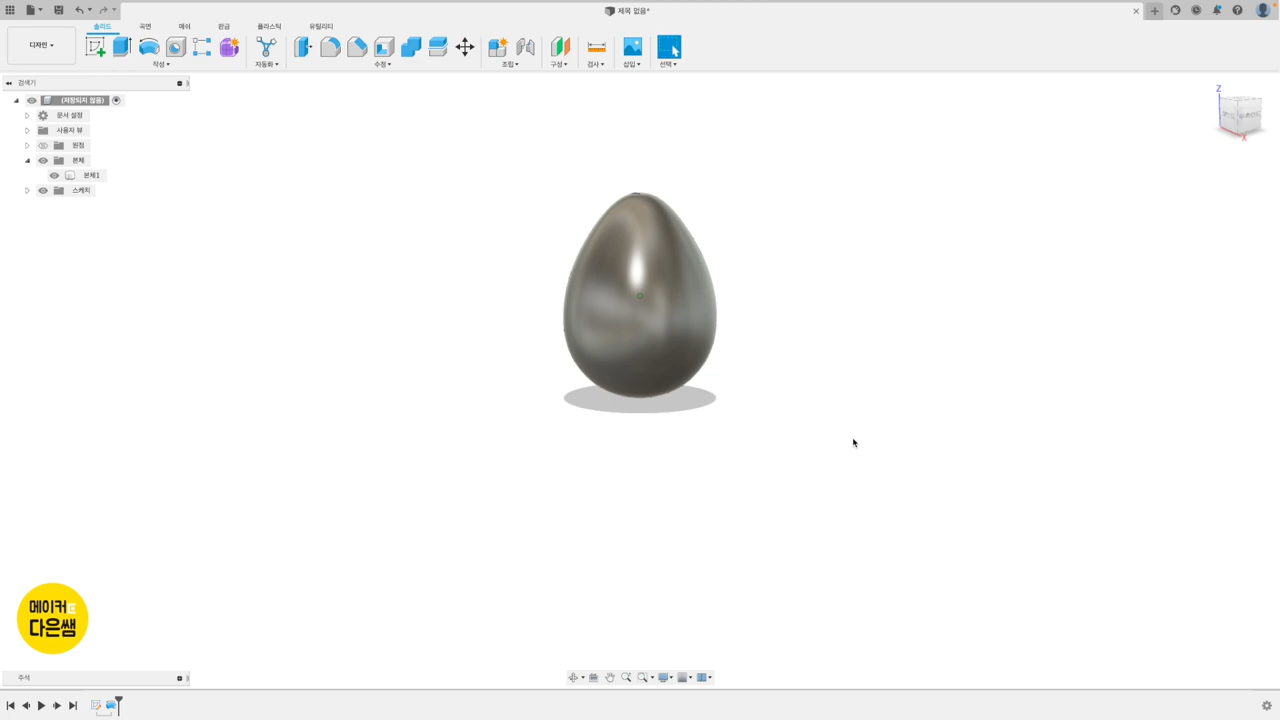 제목 없음*
솔리드
곡면
메쉬
판금
플라스틱
유틸리티
디자인
작성
자동화
수정
조립
구성
검사
삽입
선택
검색기
(저장되지 않음)
문서 설정
사용자 뷰
원점
본체
본체1
스케치
Z
X
메이커
다은쌤
주석